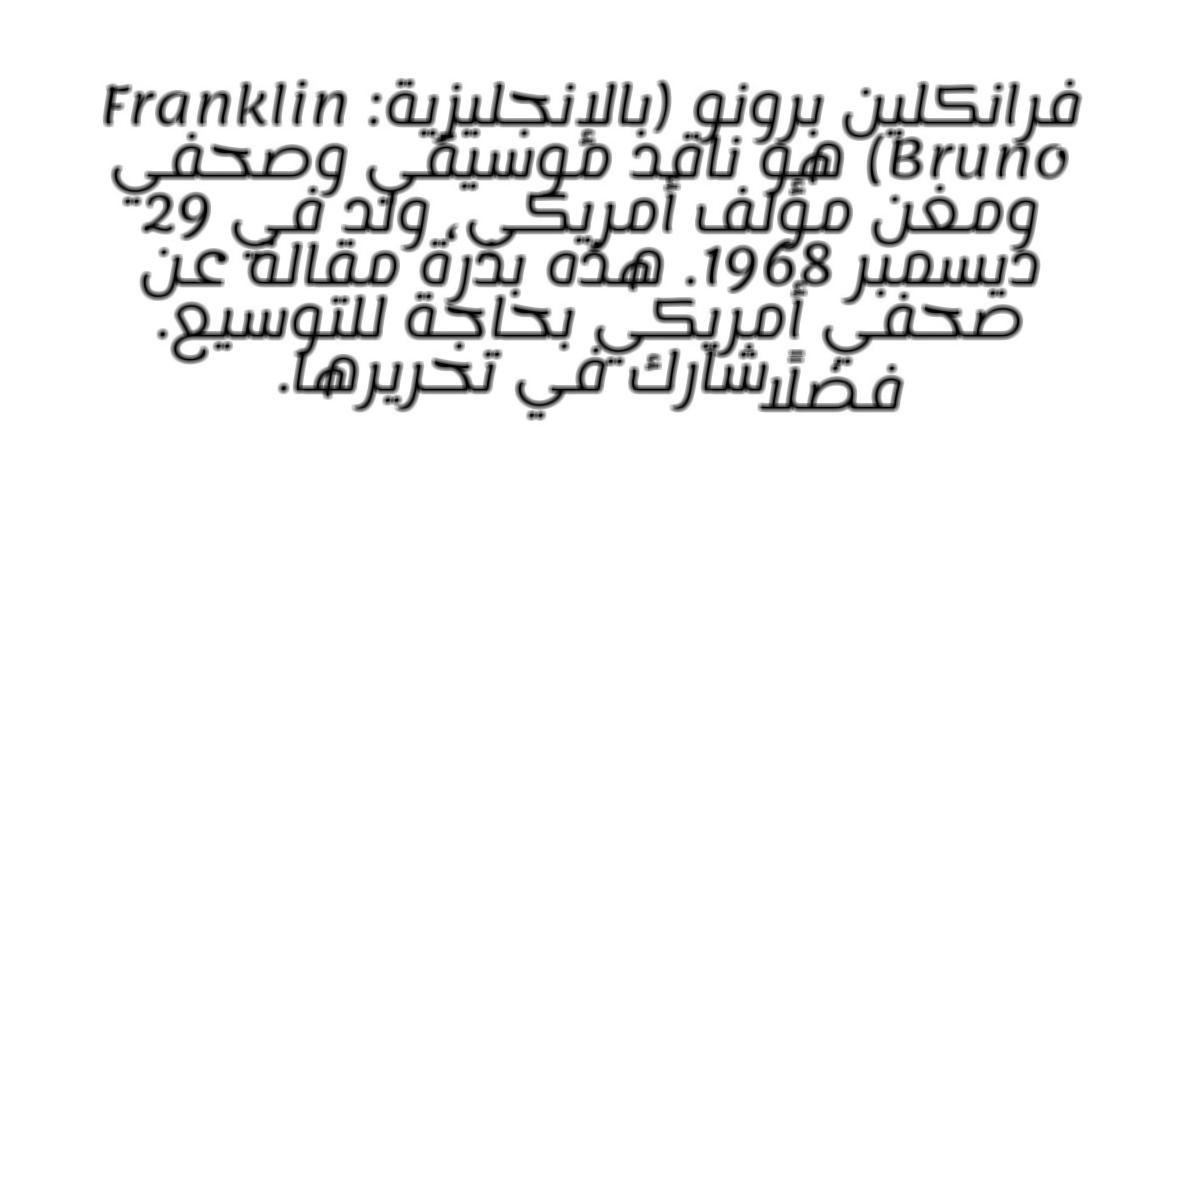 فرانكلين برونو (بالإنجليزية: Franklin
Bruno) هو ناقد موسيقي وصحفي
ومغن مؤلف أمريكي، ولد في 29
ديسمبر 1968. هذه بذرة مقالة عن
صحفي أمريكي بحاجة للتوسيع.
فضلًا شارك في تحريرها.